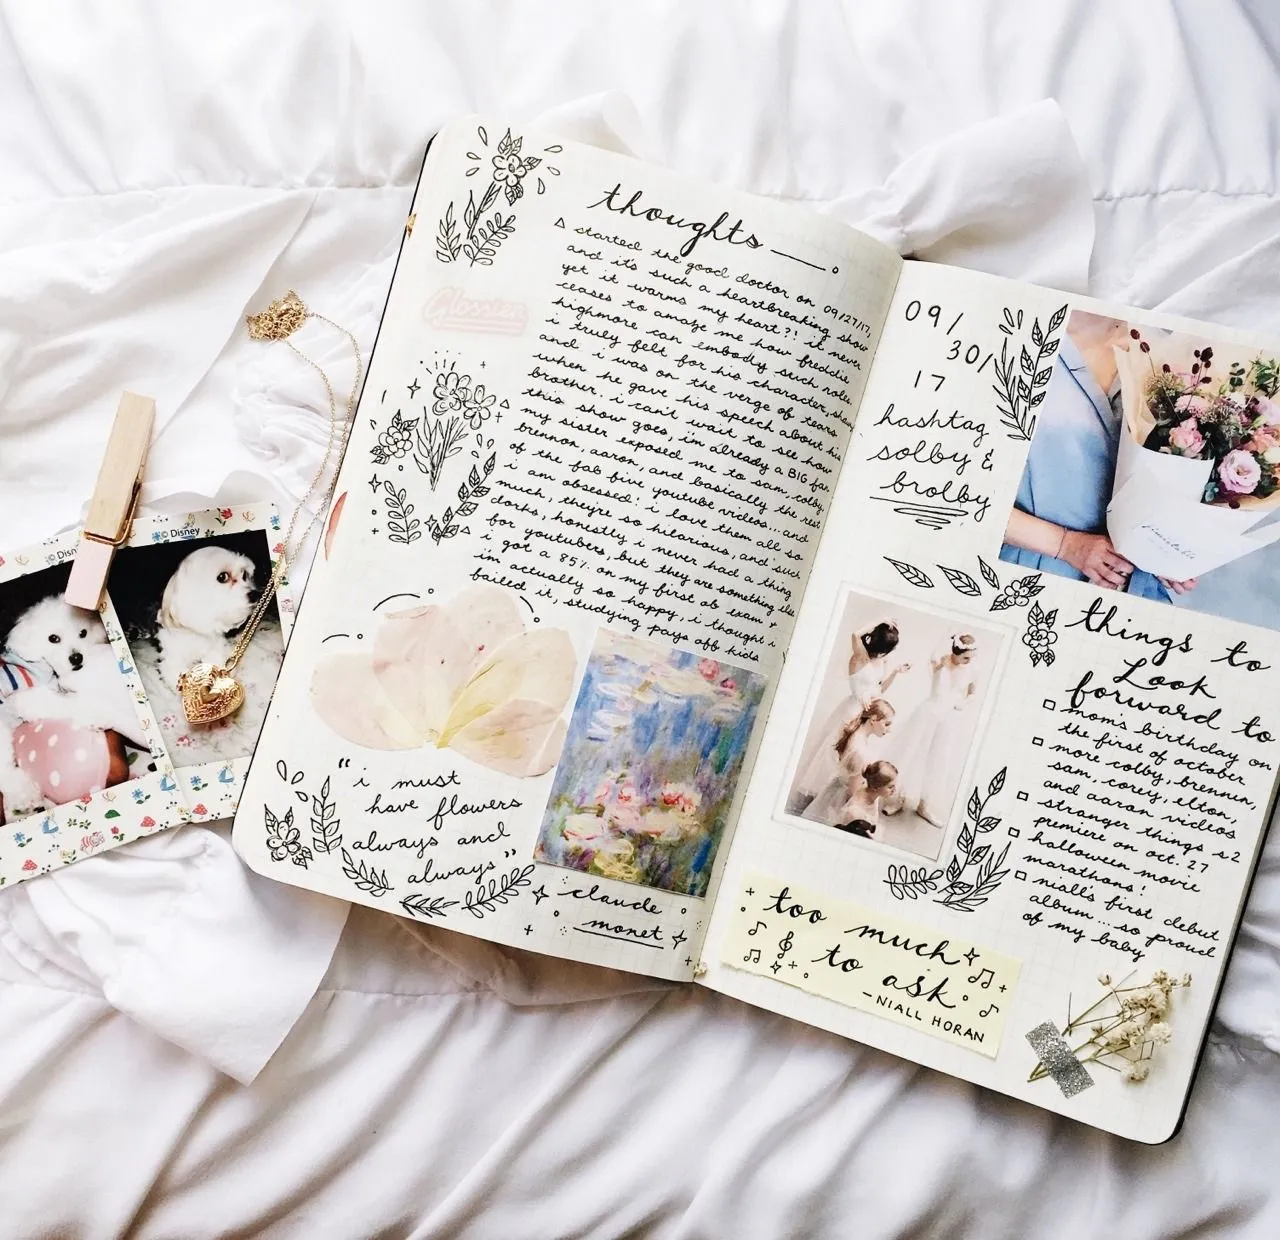 © Disney
© Disney
thoughts
started the good doctor on 09/27/17,
and it's such a heartbreaking show
yet it warms my heart?! it never
ceases to amaze me how freddie
highmore can embody such roles
i truly felt for his character,
and i was on the verge of tears
when he gave his speech about his
brother. i can't wait to see how
this show goes, im already a BIG fan
my sister exposed me to sam, colby,
brennon, aaron, and basically the rest
of the fab five youtube videos...and
i am obsessed! i love them all so
much, they're so hilarious, and such
dorks, honestly i never had a thing
for youtubers, but they are something else
i got a 85% on my first ob exam &
im actually so happy, i thought i
failed it, studying pays off kids
Glossier
"i must
have flowers
always and
always"
claude
monet
09/
30/
17
hashtag
solby &
brolby
things to
Look
forward to
mom's birthday on
the first of october
more colby, brennin,
sam, corey, elton,
and aaron videos
stranger things s2
premiere on oct. 27
halloween movie
marathons!
niall's first debut
album...so proud
of my baby
too much
to ask
-NIALL HORAN